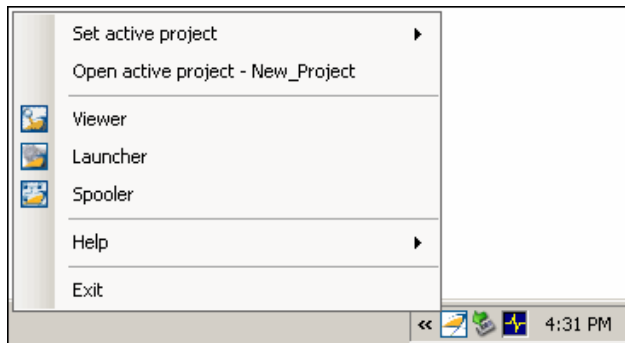 Set active project
Open active project - New_Project
Viewer
Launcher
Spooler
Help
Exit
« 4:31 PM